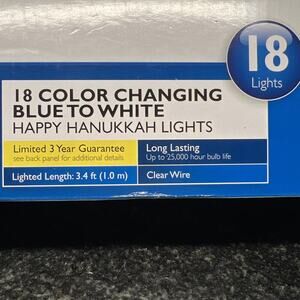 18
Lights
18 COLOR CHANGING
BLUE TO WHITE
HAPPY HANUKKAH LIGHTS
Limited 3 Year Guarantee
see back panel for additional details
Long Lasting
Up to 25,000 hour bulb life
Lighted Length: 3.4 ft (1.0 m)
Clear Wire